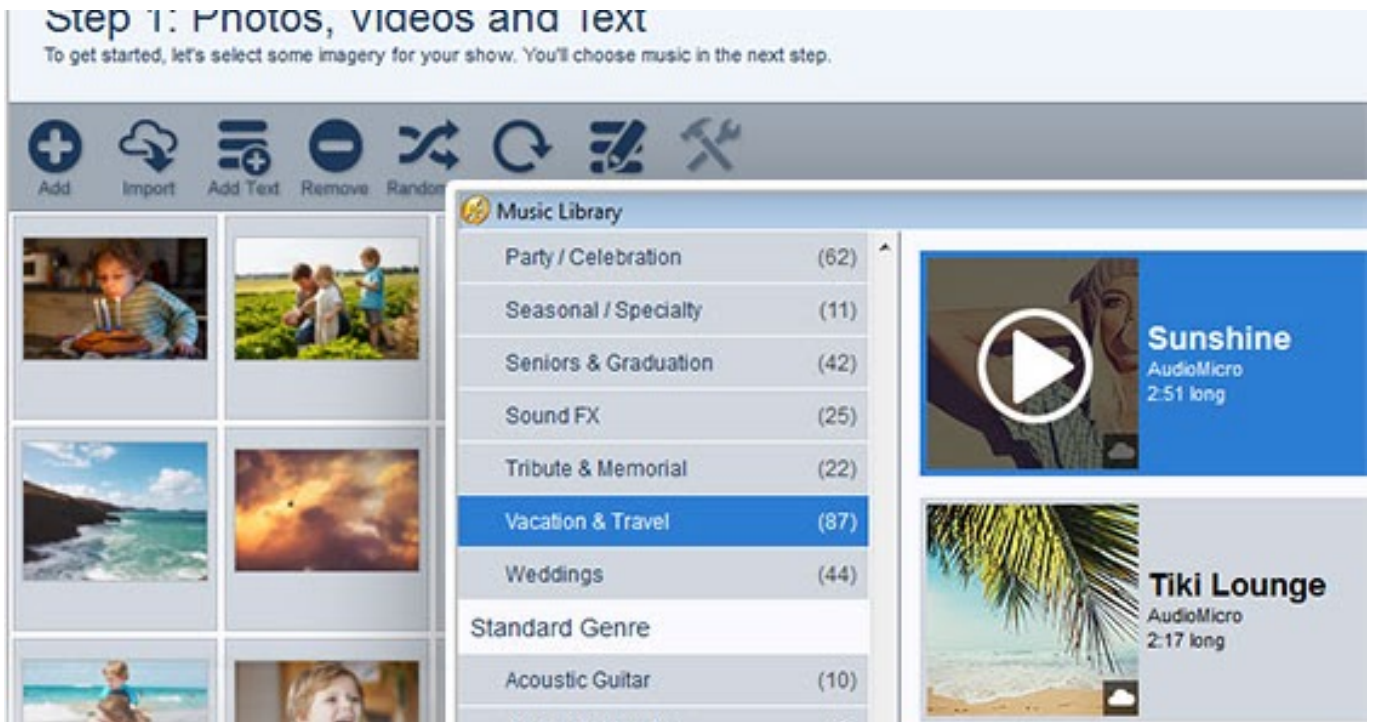 Step 1: Photos, Videos and Text
To get started, let's select some imagery for your show. You'll choose music in the next step.
Add Import Add Text Remove Random
Music Library
Party / Celebration (62)
Seasonal / Specialty (11)
Seniors & Graduation (42)
Sound FX (25)
Tribute & Memorial (22)
Vacation & Travel (87)
Weddings (44)
Standard Genre
Acoustic Guitar (10)
Sunshine
AudioMicro
2:51 long
Tiki Lounge
AudioMicro
2:17 long